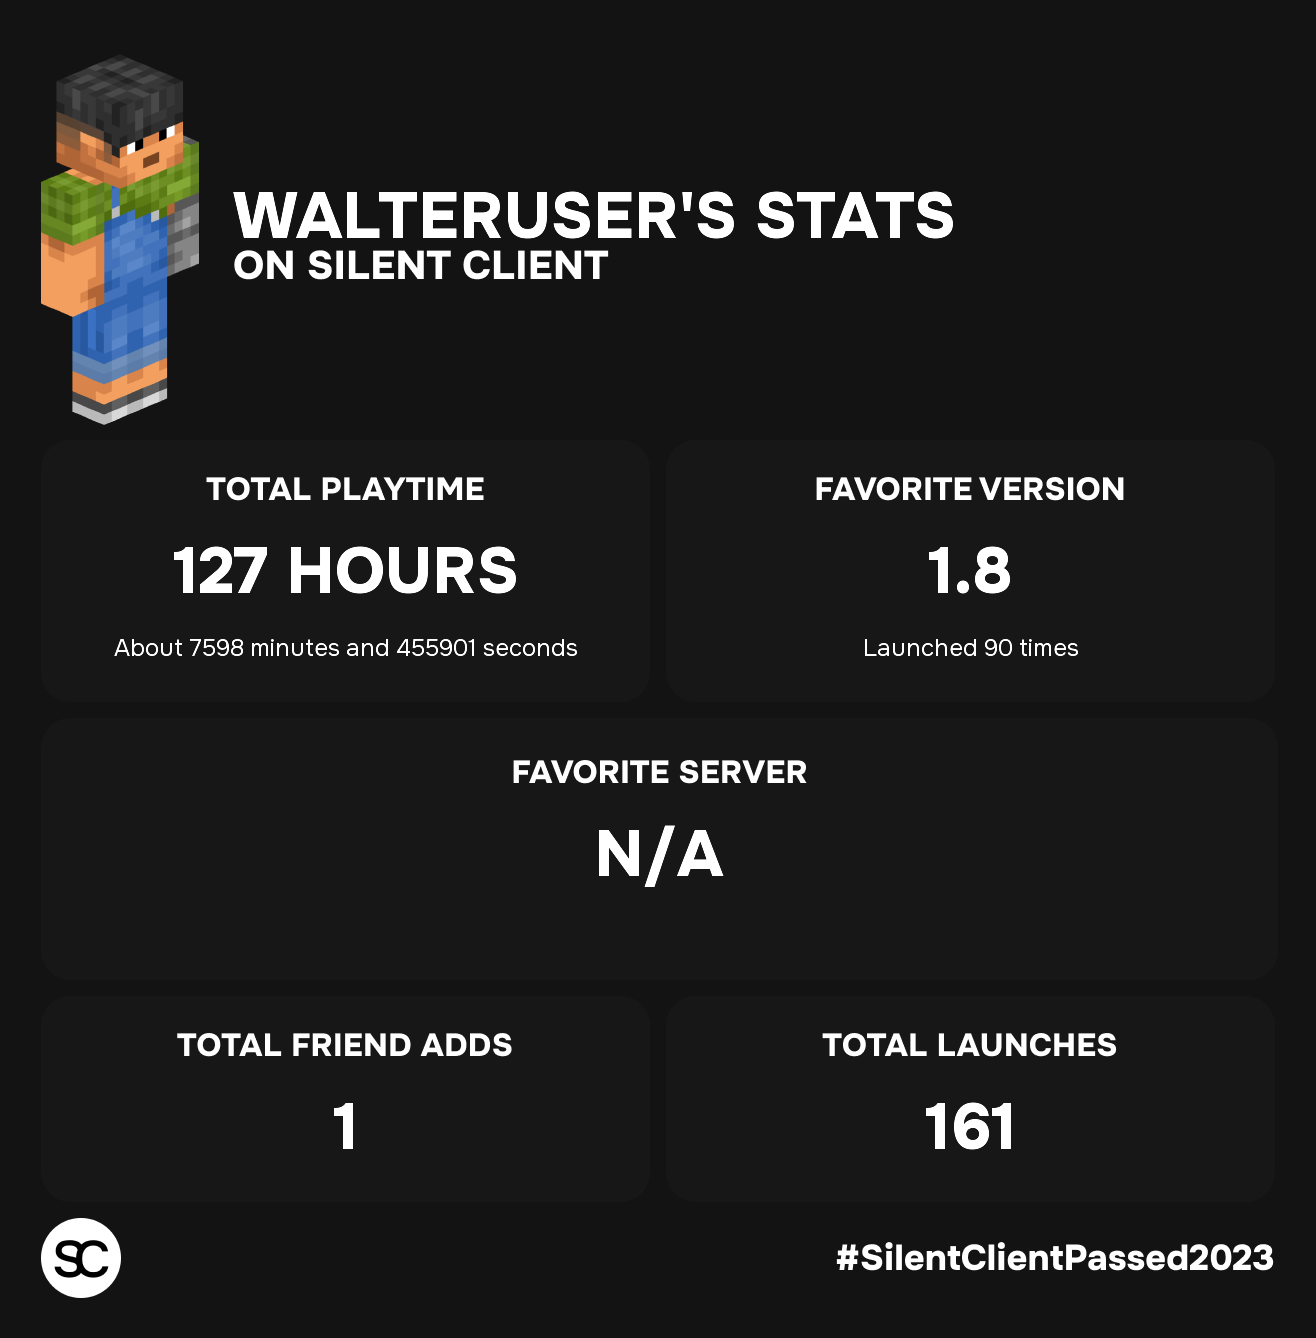 WALTERUSER'S STATS
ON SILENT CLIENT
TOTAL PLAYTIME
127 HOURS
About 7598 minutes and 455901 seconds
FAVORITE VERSION
1.8
Launched 90 times
FAVORITE SERVER
N/A
TOTAL FRIEND ADDS
1
TOTAL LAUNCHES
161
SC
#SilentClientPassed2023